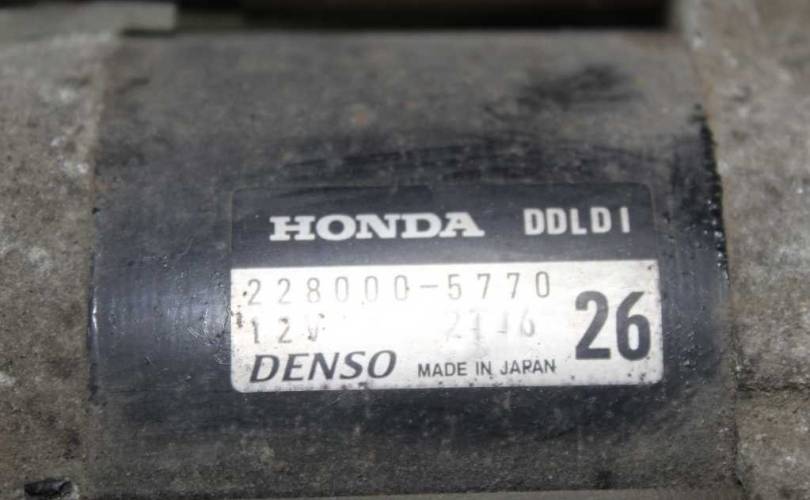 HONDA DDLD1
228000-5770
12V
26
DENSO MADE IN JAPAN